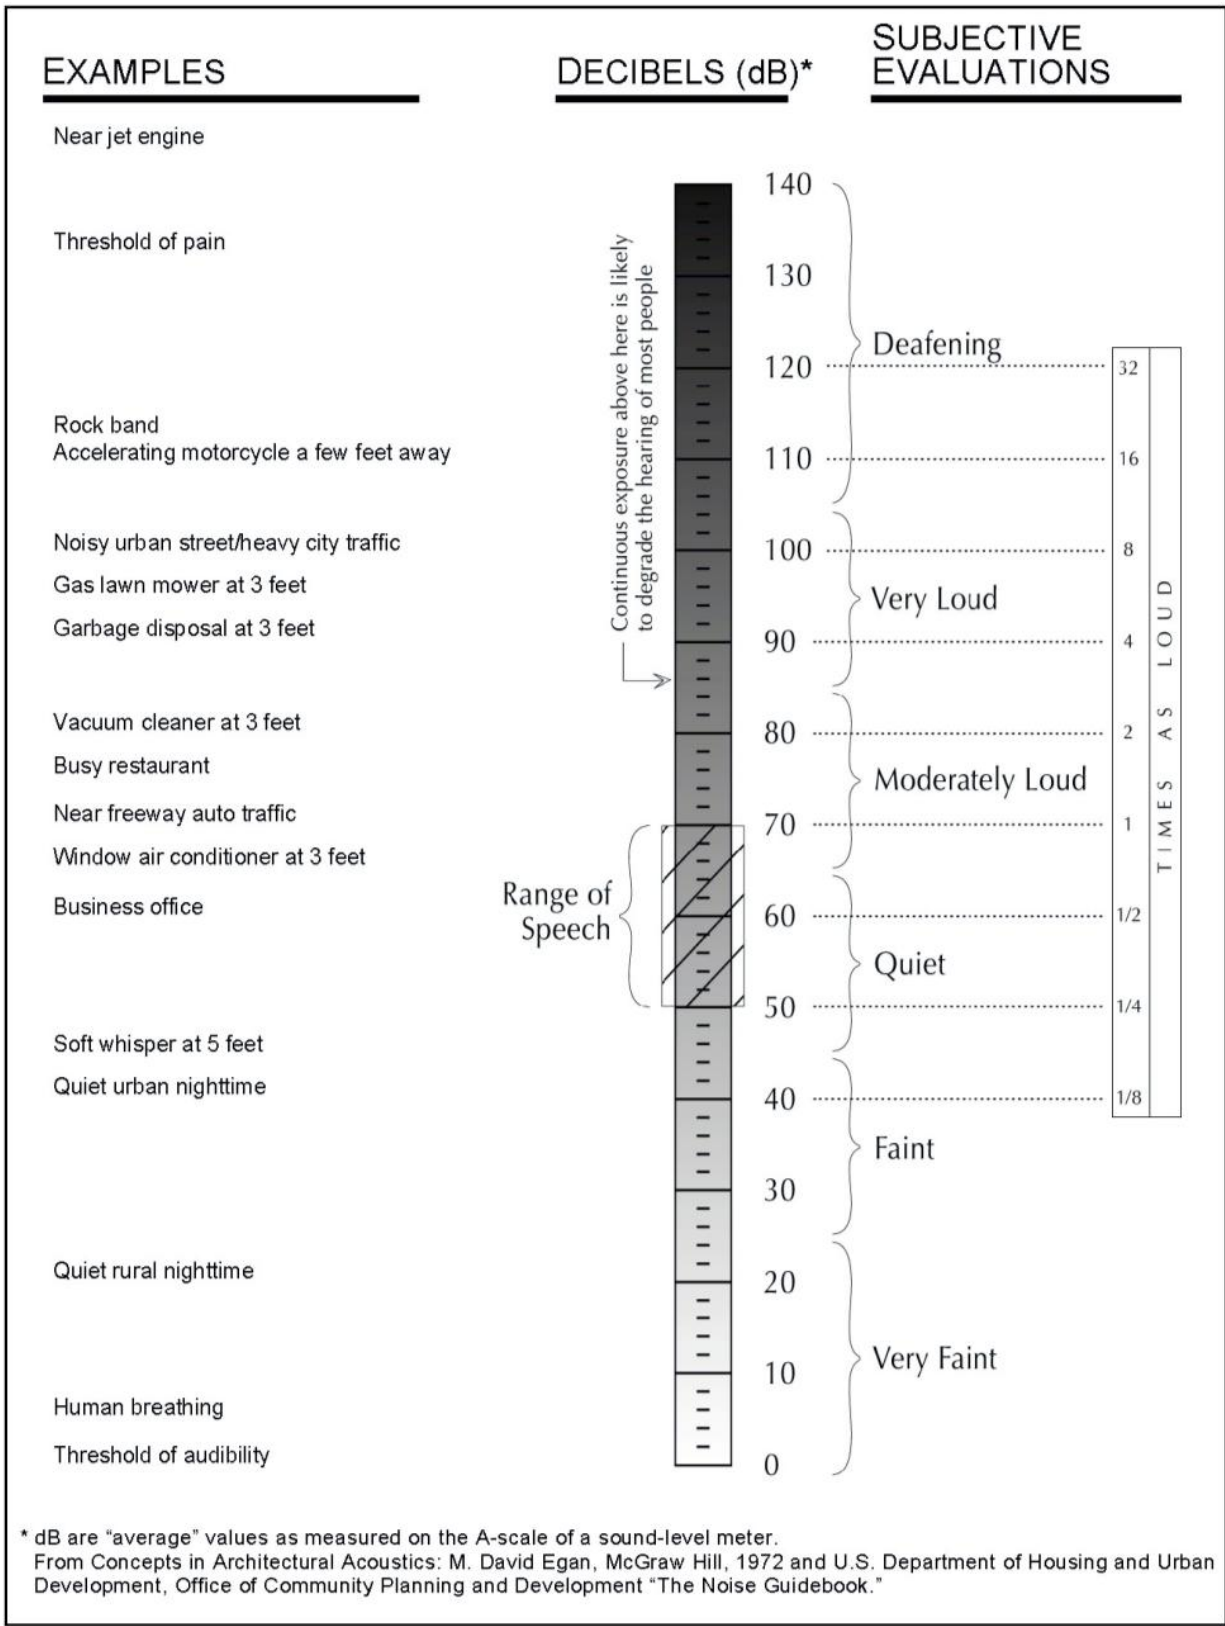 EXAMPLES
DECIBELS (dB)*
SUBJECTIVE
EVALUATIONS
Near jet engine
Threshold of pain
Rock band
Accelerating motorcycle a few feet away
Noisy urban street/heavy city traffic
Gas lawn mower at 3 feet
Garbage disposal at 3 feet
Vacuum cleaner at 3 feet
Busy restaurant
Near freeway auto traffic
Window air conditioner at 3 feet
Business office
Soft whisper at 5 feet
Quiet urban nighttime
Quiet rural nighttime
Human breathing
Threshold of audibility
Continuous exposure above here is likely
to degrade the hearing of most people
Range of
Speech
140
130
120
110
100
90
80
70
60
50
40
30
20
10
0
Deafening
Very Loud
Moderately Loud
Quiet
Faint
Very Faint
32
16
8
4
2
1
1/2
1/4
1/8
TIMES AS LOUD
* dB are “average” values as measured on the A-scale of a sound-level meter.
From Concepts in Architectural Acoustics: M. David Egan, McGraw Hill, 1972 and U.S. Department of Housing and Urban
Development, Office of Community Planning and Development “The Noise Guidebook.”